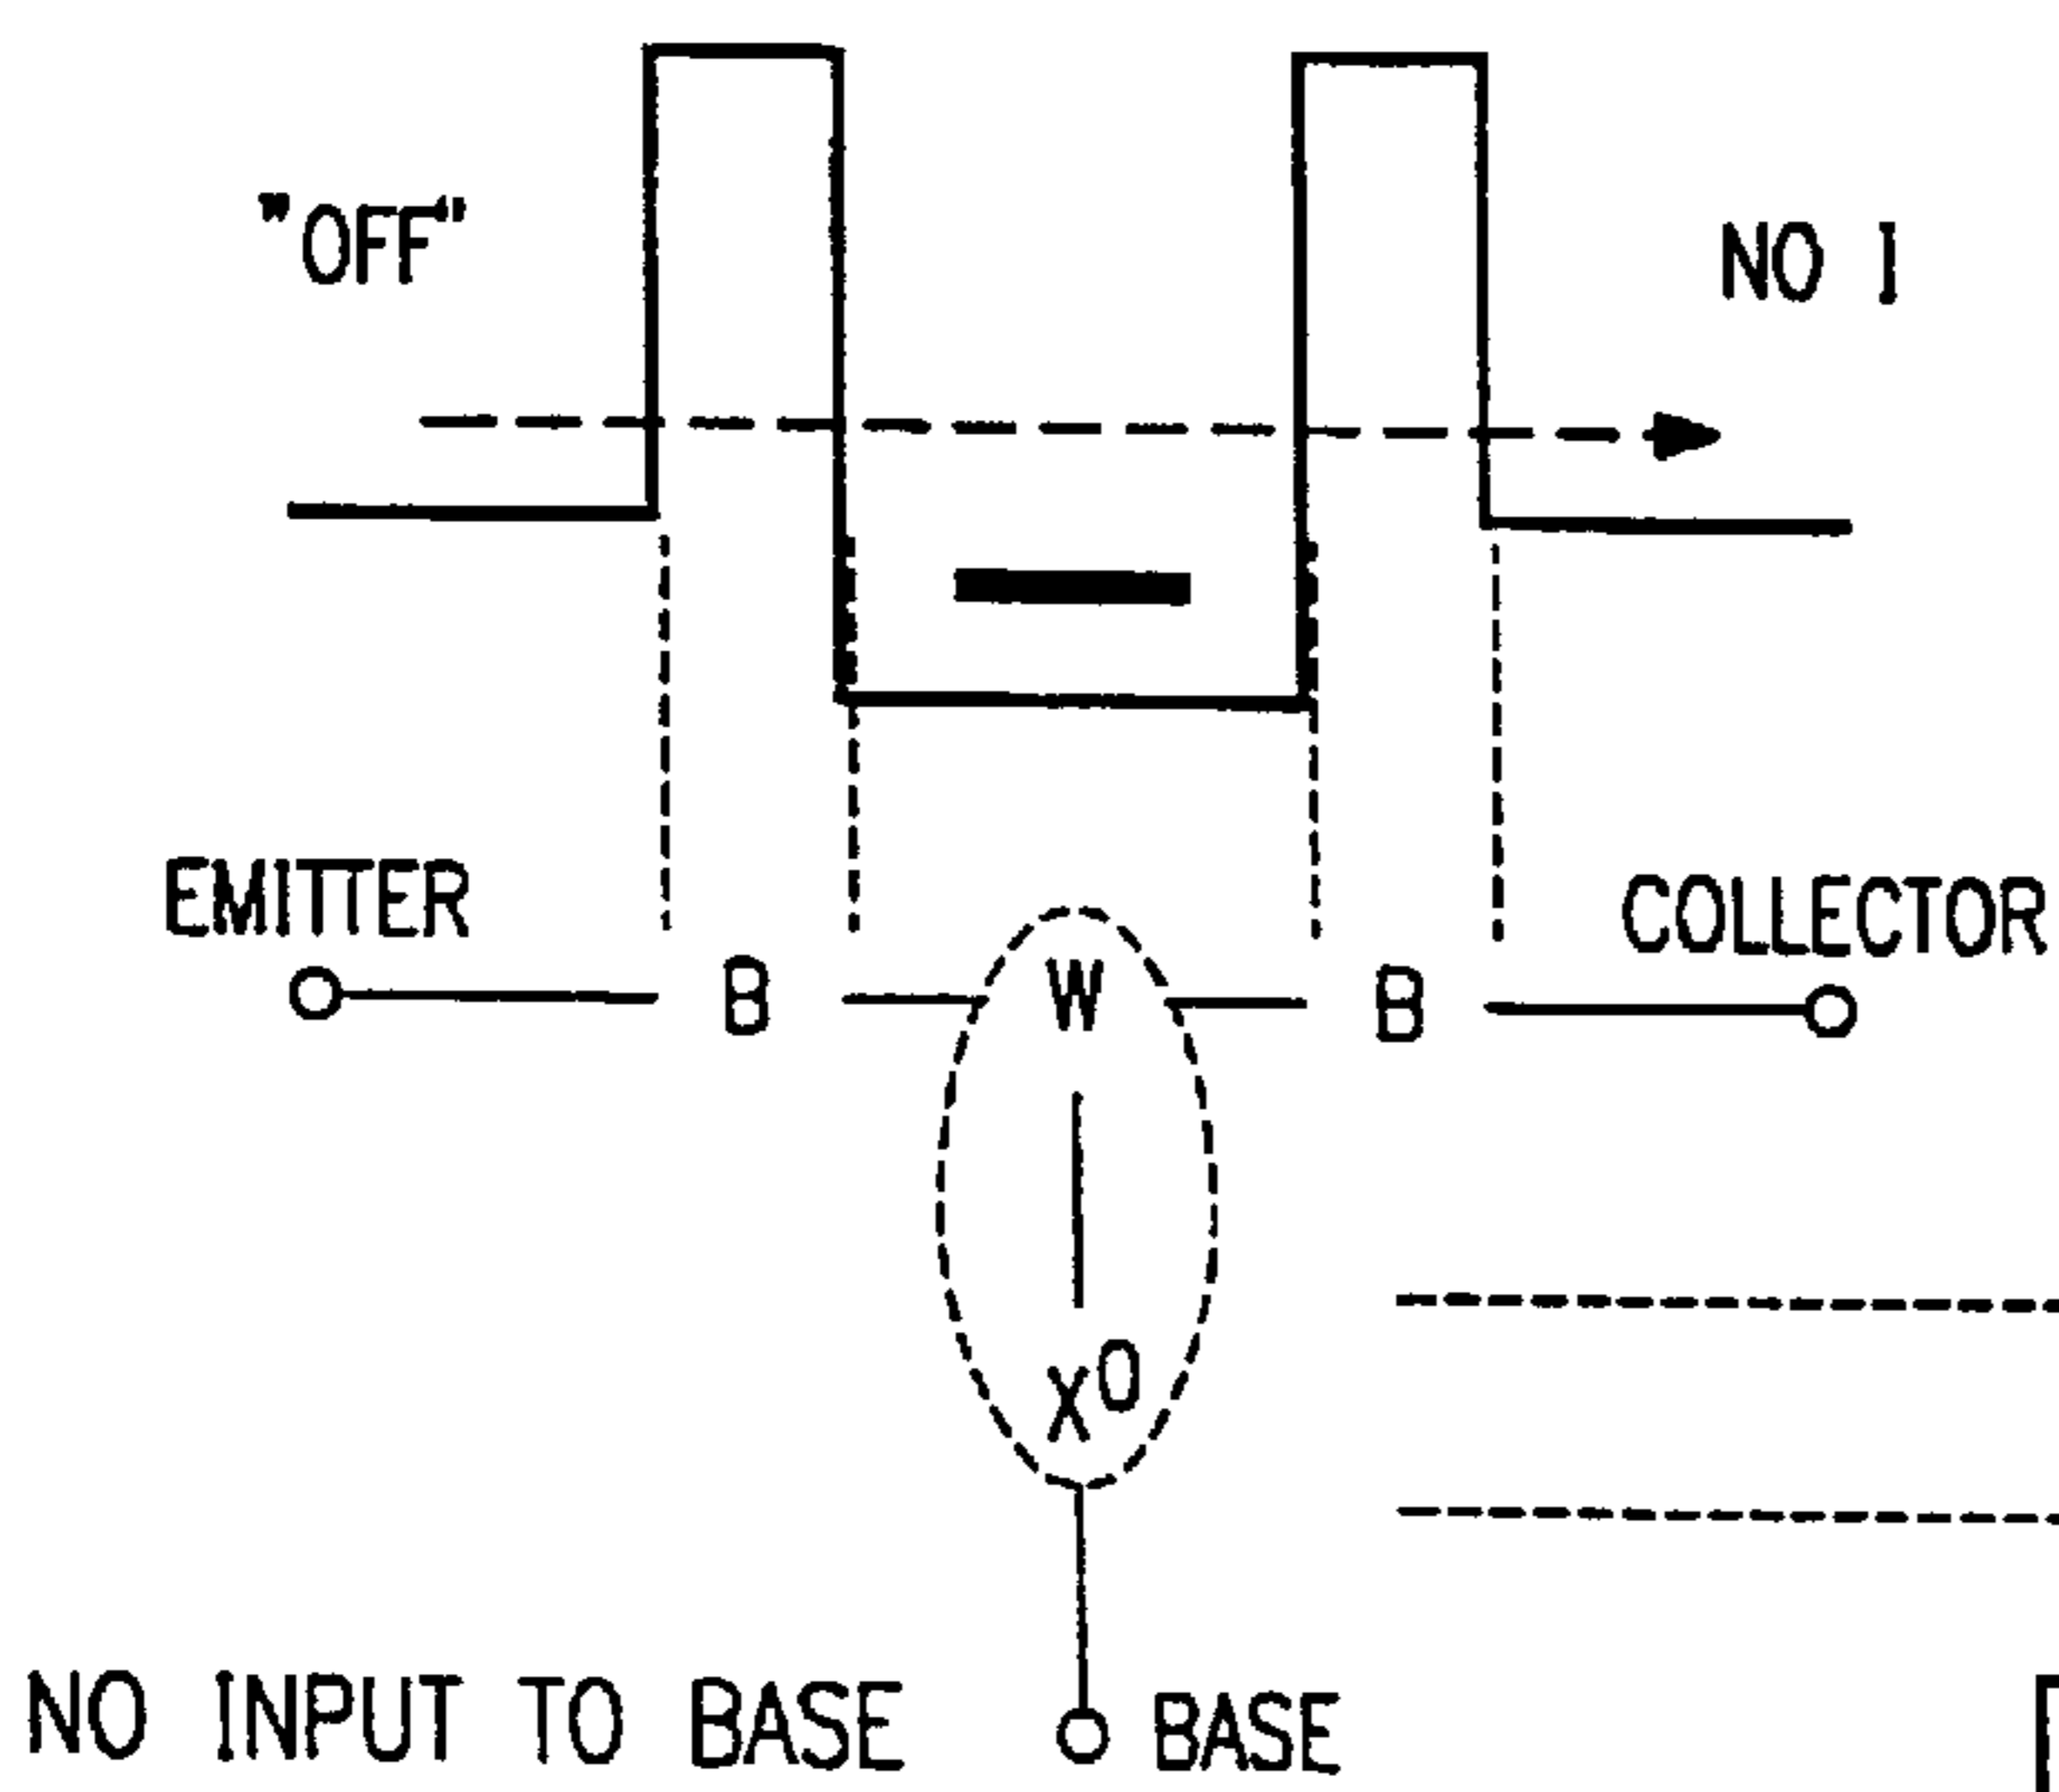 "OFF"
NO I
EMITTER
COLLECTOR
B
W
B
X⁰
NO INPUT TO BASE
BASE